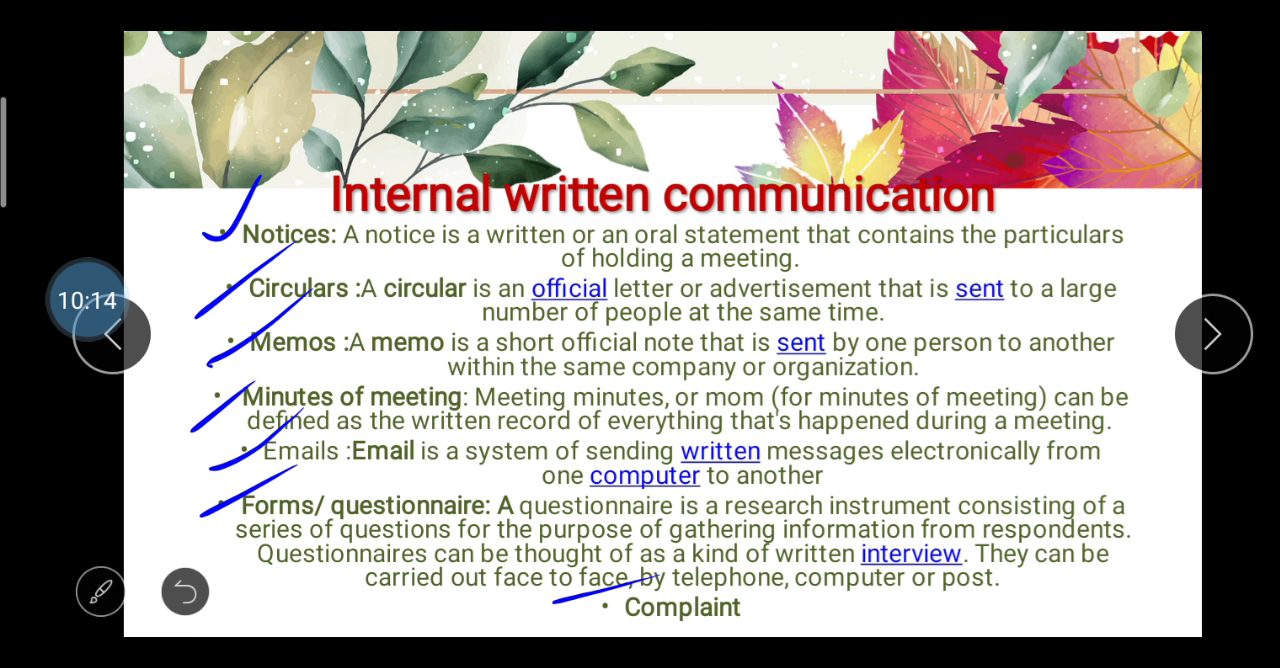 Internal written communication
• Notices: A notice is a written or an oral statement that contains the particulars
of holding a meeting.
• Circulars :A circular is an official letter or advertisement that is sent to a large
number of people at the same time.
• Memos :A memo is a short official note that is sent by one person to another
within the same company or organization.
• Minutes of meeting: Meeting minutes, or mom (for minutes of meeting) can be
defined as the written record of everything that's happened during a meeting.
• Emails :Email is a system of sending written messages electronically from
one computer to another
• Forms/ questionnaire: A questionnaire is a research instrument consisting of a
series of questions for the purpose of gathering information from respondents.
Questionnaires can be thought of as a kind of written interview. They can be
carried out face to face, by telephone, computer or post.
• Complaint
10:14